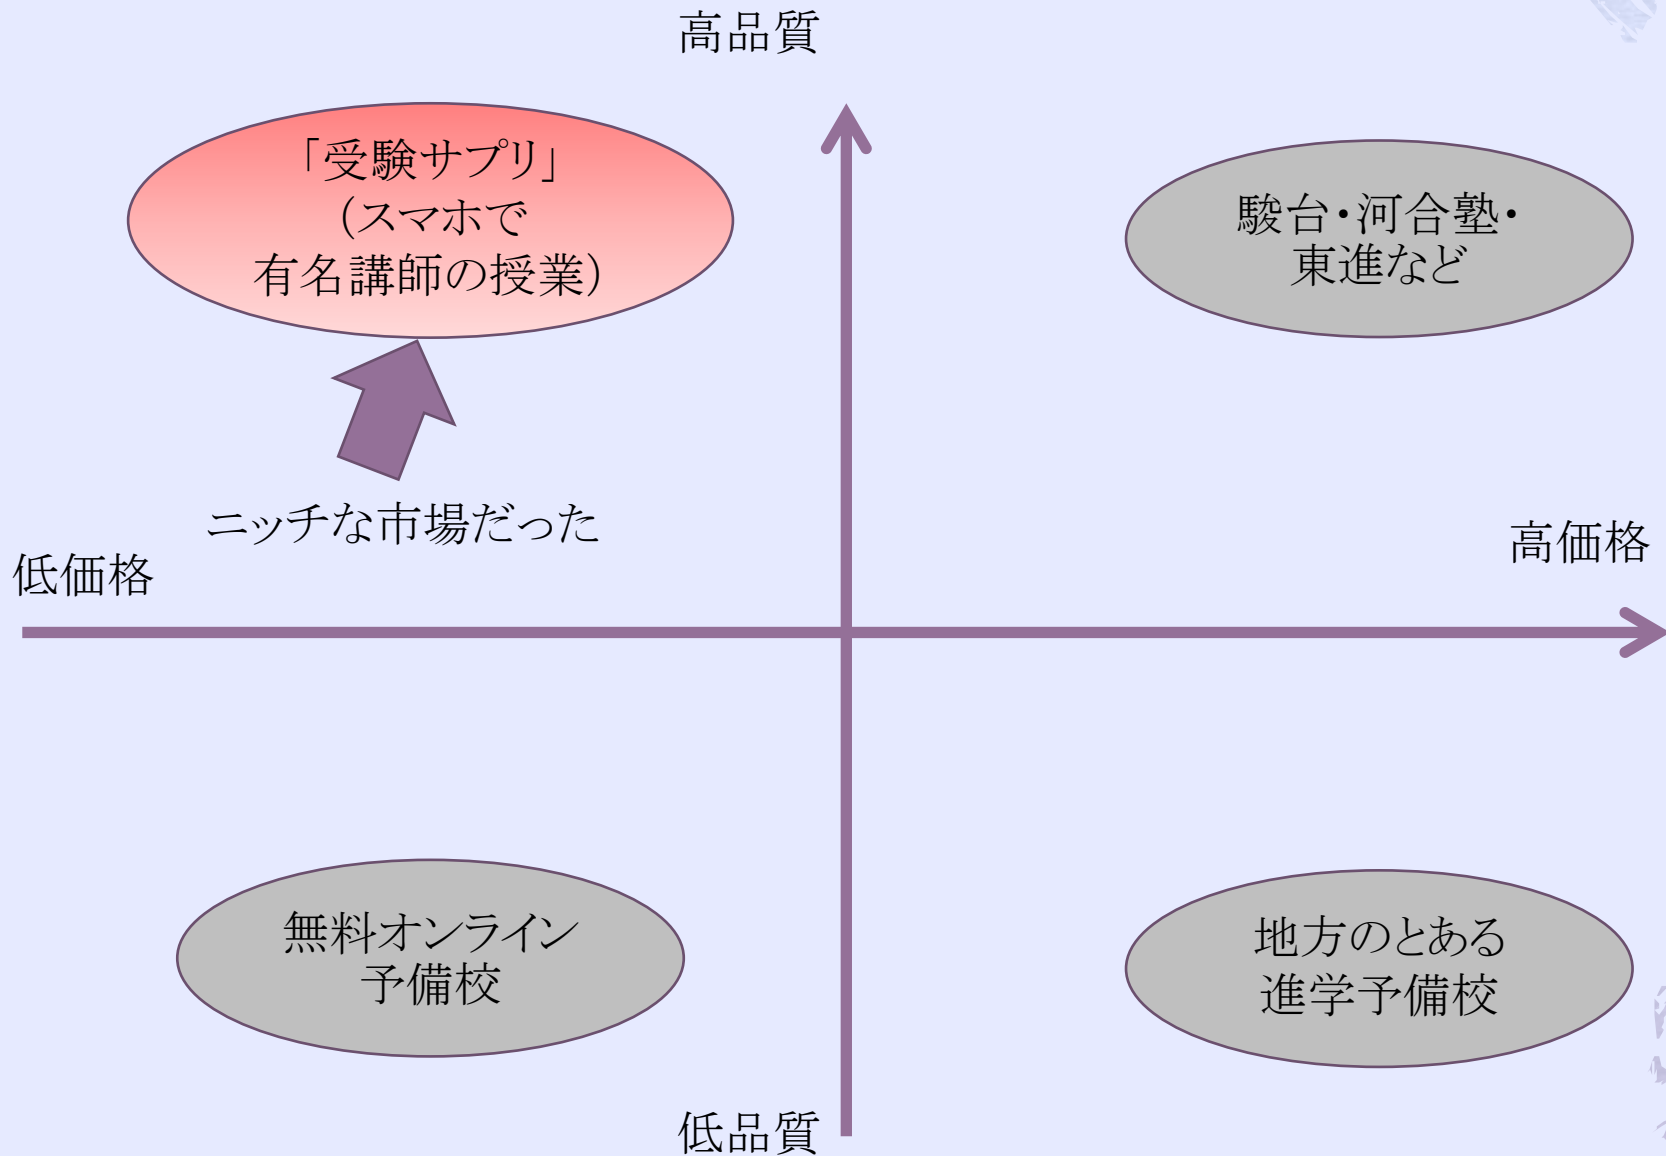 高品質
「受験サプリ」
（スマホで
有名講師の授業）
駿台・河合塾・
東進など
ニッチな市場だった
低価格
高価格
無料オンライン
予備校
地方のとある
進学予備校
低品質